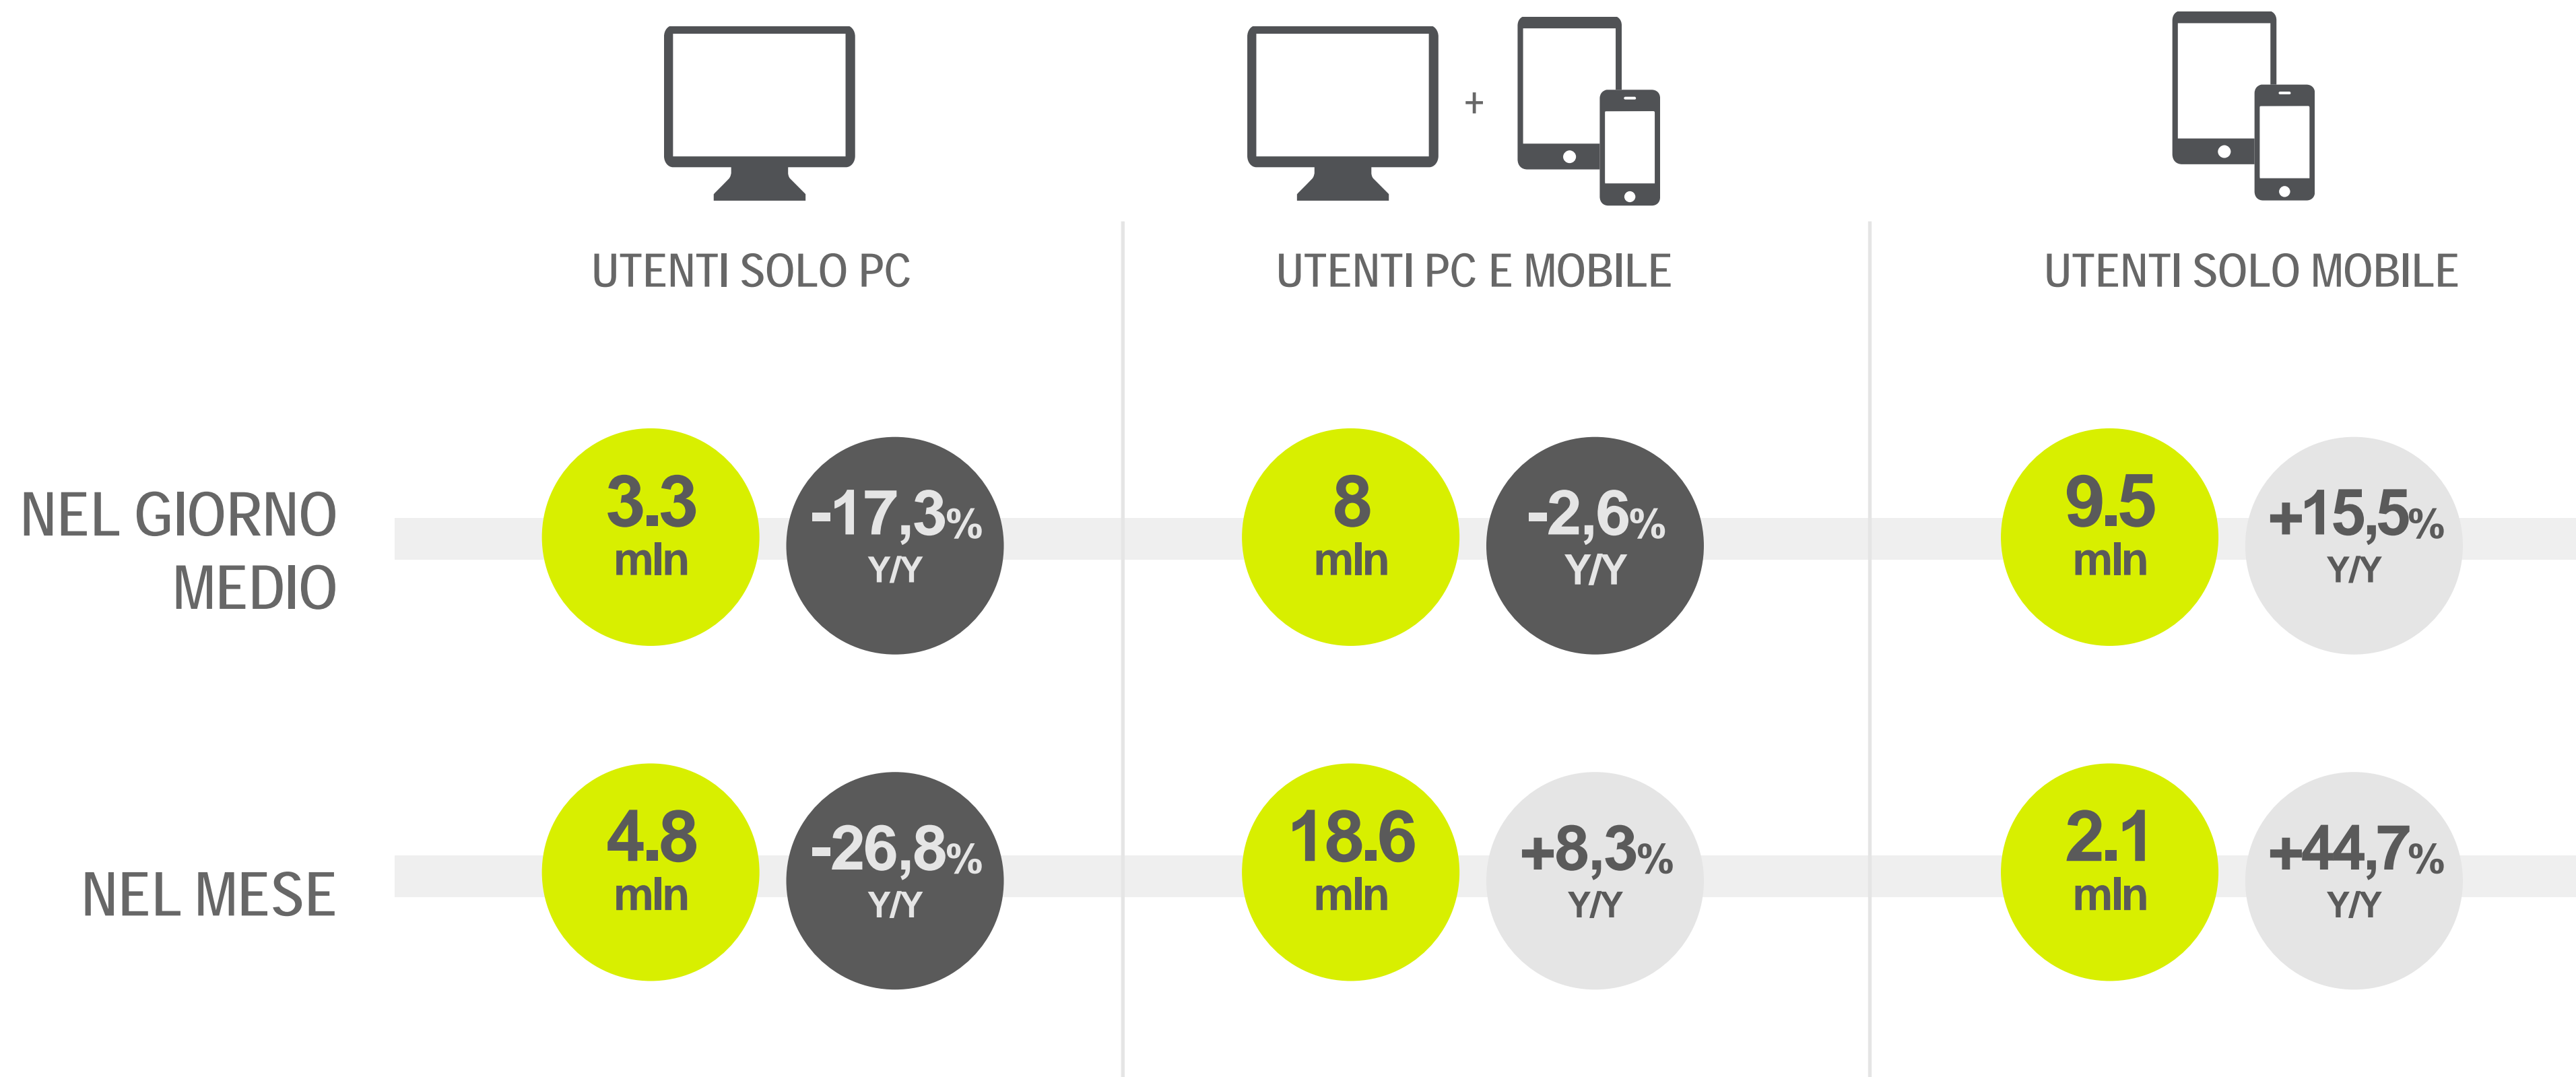 +
UTENTI SOLO PC
UTENTI PC E MOBILE
UTENTI SOLO MOBILE
NEL GIORNO
MEDIO
3.3
mln
-17,3%
Y/Y
8
mln
-2,6%
Y/Y
9.5
mln
+15,5%
Y/Y
NEL MESE
4.8
mln
-26,8%
Y/Y
18.6
mln
+8,3%
Y/Y
2.1
mln
+44,7%
Y/Y